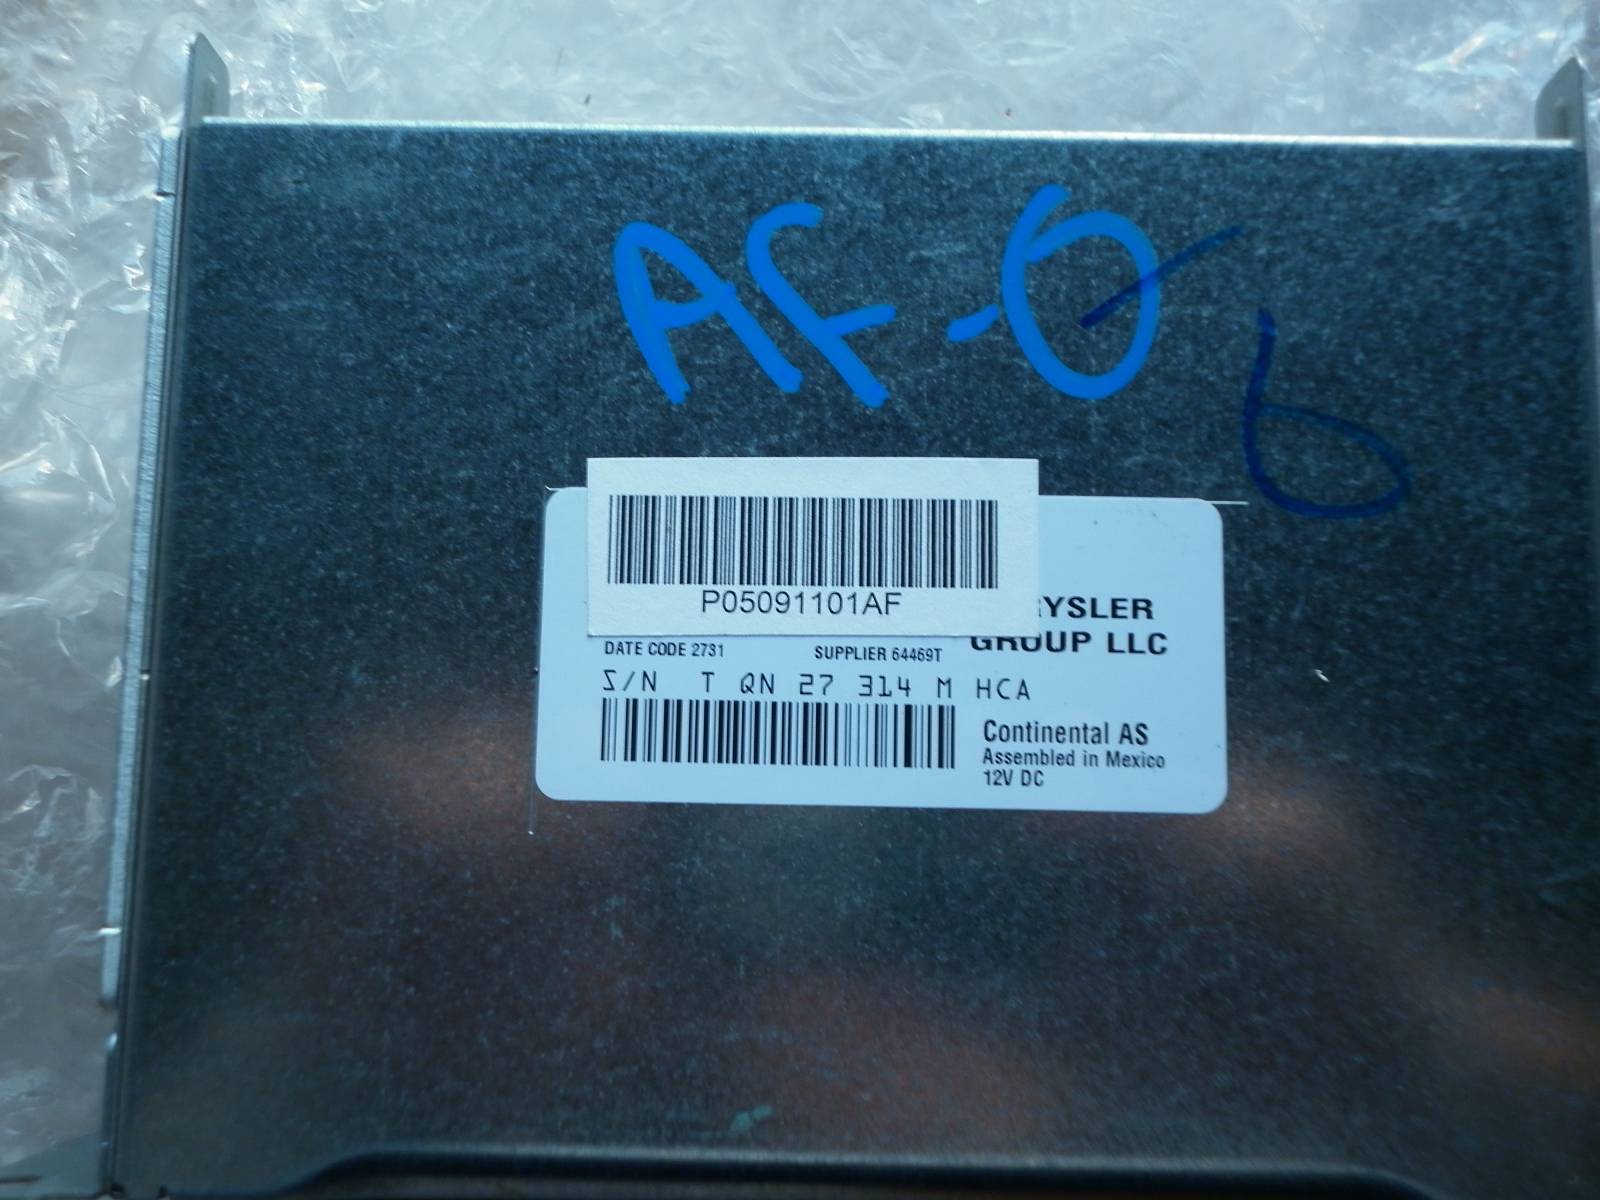 AF-0
6
P05091101AF
RYSLER
GROUP LLC
DATE CODE 2731
SUPPLIER 64469T
S/N T QN 27 314 M HCA
Continental AS
Assembled in Mexico
12V DC